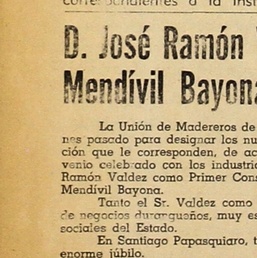 correspondientes a la Inst
D. José Ramón V
Mendívil Bayona
La Unión de Madereros de
nes pasado para designar los nu
ción que le corresponden, de ac
venio celebrado con los industric
Ramón Valdez como Primer Cons
Mendívil Bayona.
Tanto el Sr. Valdez como
de negocios durangueños, muy es
sociales del Estado.
En Santiago Papasquiaro, t
enorme júbilo.